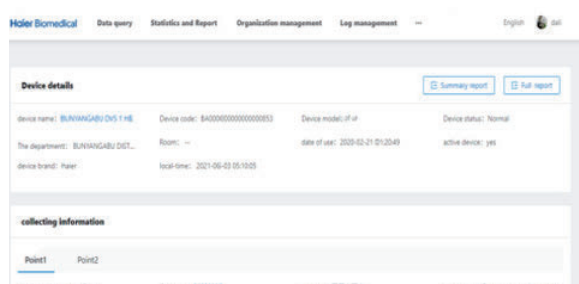 Haier Biomedical Data query Statistics and Report Organization management Log management ··· English dali
Device details Summary report Full report
device name: BUNYANGABU DVS 1 HB Device code: Device model: Device status: Normal
The department: BUNYANGABU DIST... Room: -- date of use: 2020-02-21 01:20:49 active device: yes
device brand: haier local-time: 2021-06-03 05:10:05
collecting information
Point1 Point2